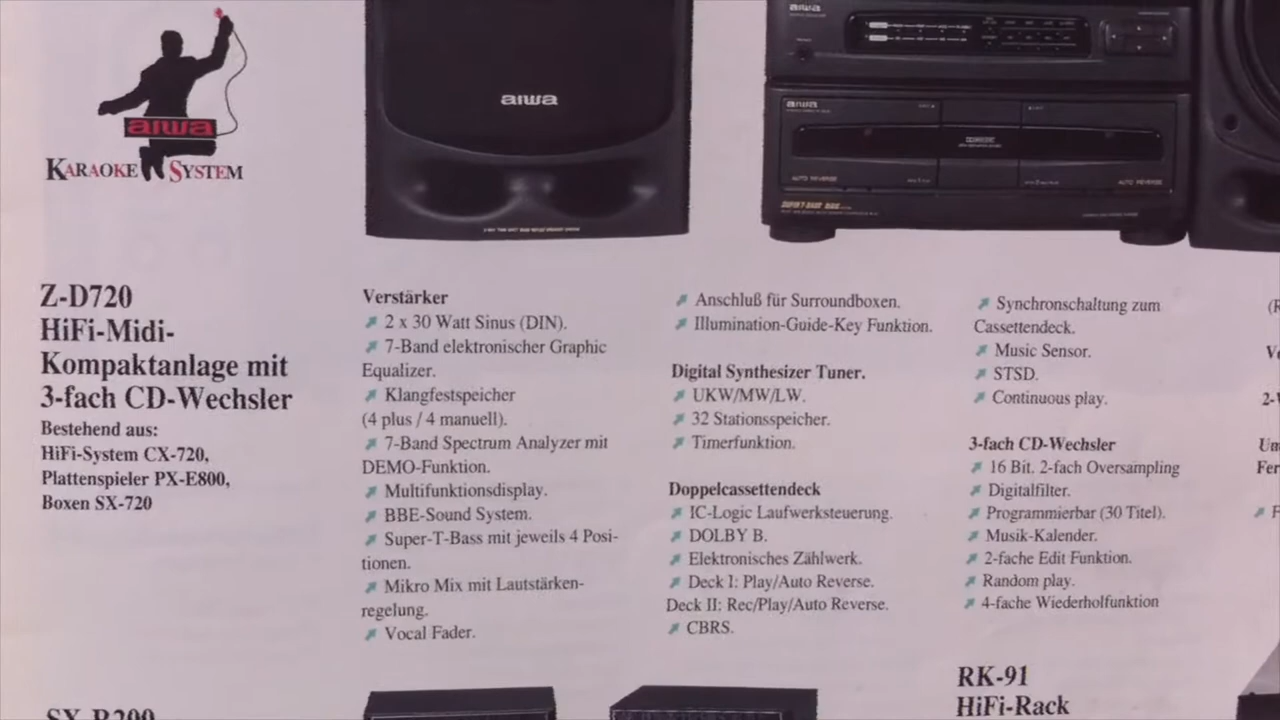 aiwa
KARAOKE SYSTEM
aiwa
aiwa
aiwa
AUTO REVERSE
AUTO REVERSE
Z-D720
HiFi-Midi-
Kompaktanlage mit
3-fach CD-Wechsler
Bestehend aus:
HiFi-System CX-720,
Plattenspieler PX-E800,
Boxen SX-720
Verstärker
2 x 30 Watt Sinus (DIN).
7-Band elektronischer Graphic
Equalizer.
Klangfestspeicher
(4 plus / 4 manuell).
7-Band Spectrum Analyzer mit
DEMO-Funktion.
Multifunktionsdisplay.
BBE-Sound System.
Super-T-Bass mit jeweils 4 Posi-
tionen.
Mikro Mix mit Lautstärken-
regelung.
Vocal Fader.
Anschluß für Surroundboxen.
Illumination-Guide-Key Funktion.
Digital Synthesizer Tuner.
UKW/MW/LW.
32 Stationsspeicher.
Timerfunktion.
Doppelcassettendeck
IC-Logic Laufwerksteuerung.
DOLBY B.
Elektronisches Zählwerk.
Deck I: Play/Auto Reverse.
Deck II: Rec/Play/Auto Reverse.
CBRS.
Synchronschaltung zum
Cassettendeck.
Music Sensor.
STSD.
Continuous play.
3-fach CD-Wechsler
16 Bit. 2-fach Oversampling
Digitalfilter.
Programmierbar (30 Titel).
Musik-Kalender.
2-fache Edit Funktion.
Random play.
4-fache Wiederholfunktion
RK-91
HiFi-Rack